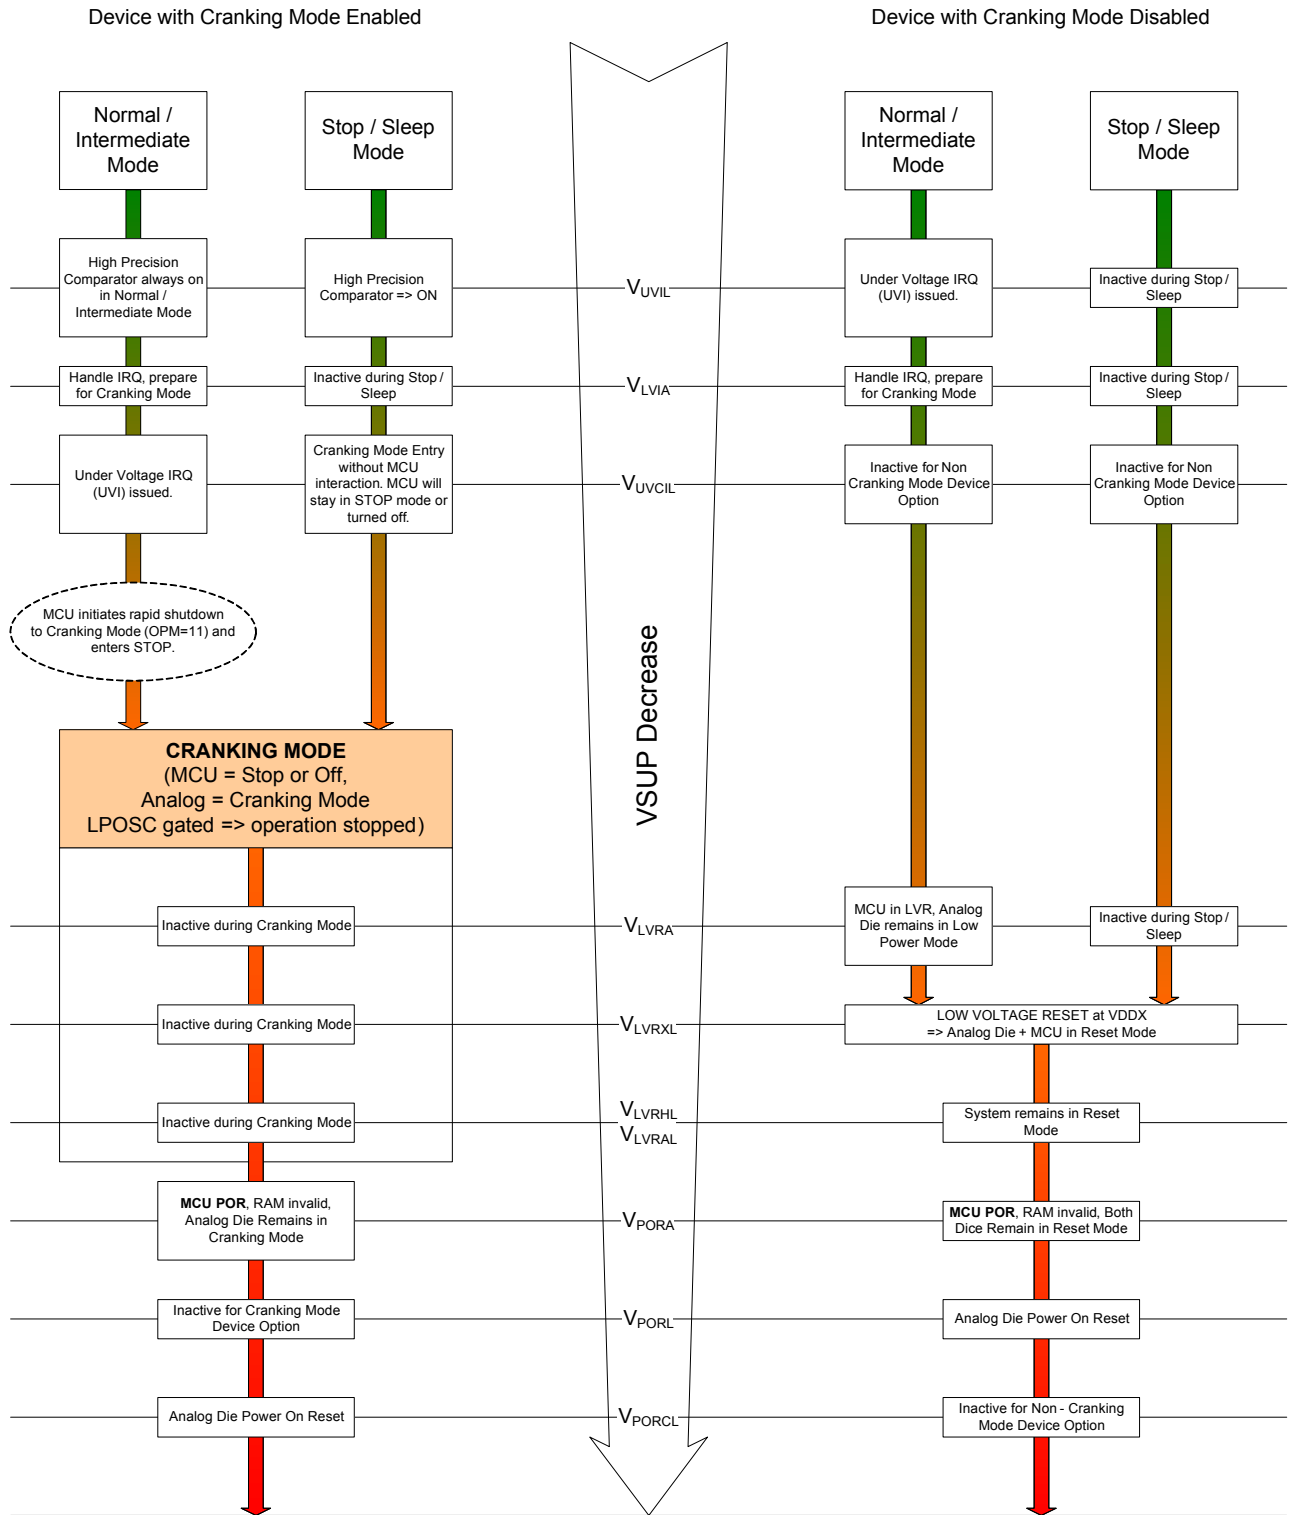 Device with Cranking Mode Enabled
Device with Cranking Mode Disabled
Normal /
Intermediate
Mode
Stop / Sleep
Mode
Normal /
Intermediate
Mode
Stop / Sleep
Mode
High Precision
Comparator always on
in Normal /
Intermediate Mode
High Precision
Comparator => ON
VUVIL
Under Voltage IRQ
(UVI) issued.
Inactive during Stop /
Sleep
Handle IRQ, prepare
for Cranking Mode
Inactive during Stop /
Sleep
VLVIA
Handle IRQ, prepare
for Cranking Mode
Inactive during Stop /
Sleep
Under Voltage IRQ
(UVI) issued.
Cranking Mode Entry
without MCU
interaction. MCU will
stay in STOP mode or
turned off.
VUVCIL
Inactive for Non
Cranking Mode Device
Option
Inactive for Non
Cranking Mode Device
Option
MCU initiates rapid shutdown
to Cranking Mode (OPM=11) and
enters STOP.
VSUP Decrease
CRANKING MODE
(MCU = Stop or Off,
Analog = Cranking Mode
LPOSC gated => operation stopped)
Inactive during Cranking Mode
VLVRA
MCU in LVR, Analog
Die remains in Low
Power Mode
Inactive during Stop /
Sleep
Inactive during Cranking Mode
VLVRXL
LOW VOLTAGE RESET at VDDX
=> Analog Die + MCU in Reset Mode
Inactive during Cranking Mode
VLVRHL
VLVRAL
System remains in Reset
Mode
MCU POR, RAM invalid,
Analog Die Remains in
Cranking Mode
VPORA
MCU POR, RAM invalid, Both
Dice Remain in Reset Mode
Inactive for Cranking Mode
Device Option
VPORL
Analog Die Power On Reset
Analog Die Power On Reset
VPORCL
Inactive for Non - Cranking
Mode Device Option